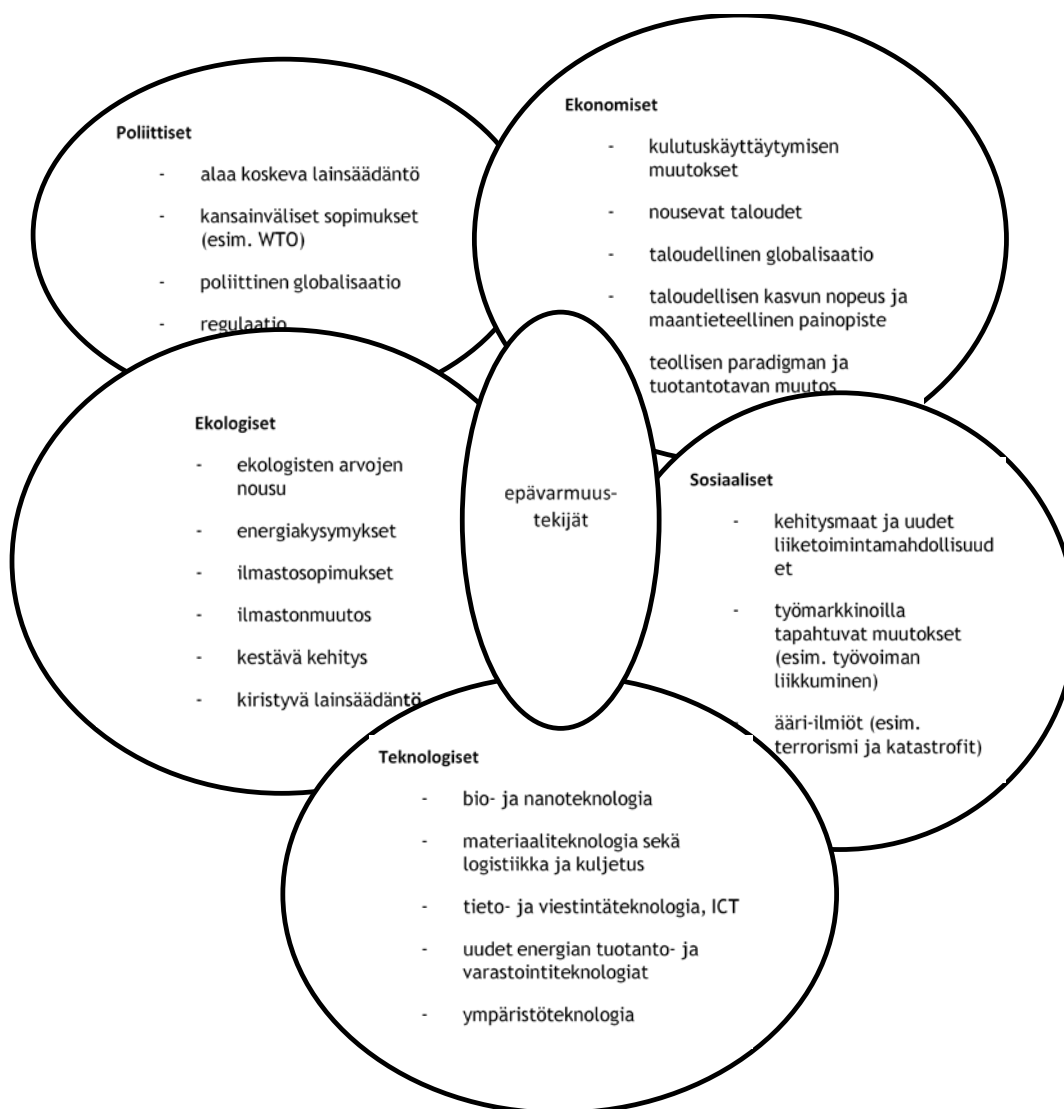 Poliittiset
- alaa koskeva lainsäädäntö
- kansainväliset sopimukset
(esim. WTO)
- poliittinen globalisaatio
- regulaatio
Ekonomiset
- kulutuskäyttäytymisen
muutokset
- nousevat taloudet
- taloudellinen globalisaatio
- taloudellisen kasvun nopeus ja
maantieteellinen painopiste
teollisen paradigman ja
tuotantotavan muutos
Ekologiset
- ekologisten arvojen
nousu
- energiakysymykset
- ilmastosopimukset
- ilmastonmuutos
- kestävä kehitys
- kiristyvä lainsäädäntö
epävarmuus-
tekijät
Sosiaaliset
- kehitysmaat ja uudet
liiketoimintamahdollisuud
et
- työmarkkinoilla
tapahtuvat muutokset
(esim. työvoiman
liikkuminen)
- ääri-ilmiöt (esim.
terrorismi ja katastrofit)
Teknologiset
- bio- ja nanoteknologia
- materiaaliteknologia sekä
logistiikka ja kuljetus
- tieto- ja viestintäteknologia, ICT
- uudet energian tuotanto- ja
varastointiteknologiat
- ympäristöteknologia